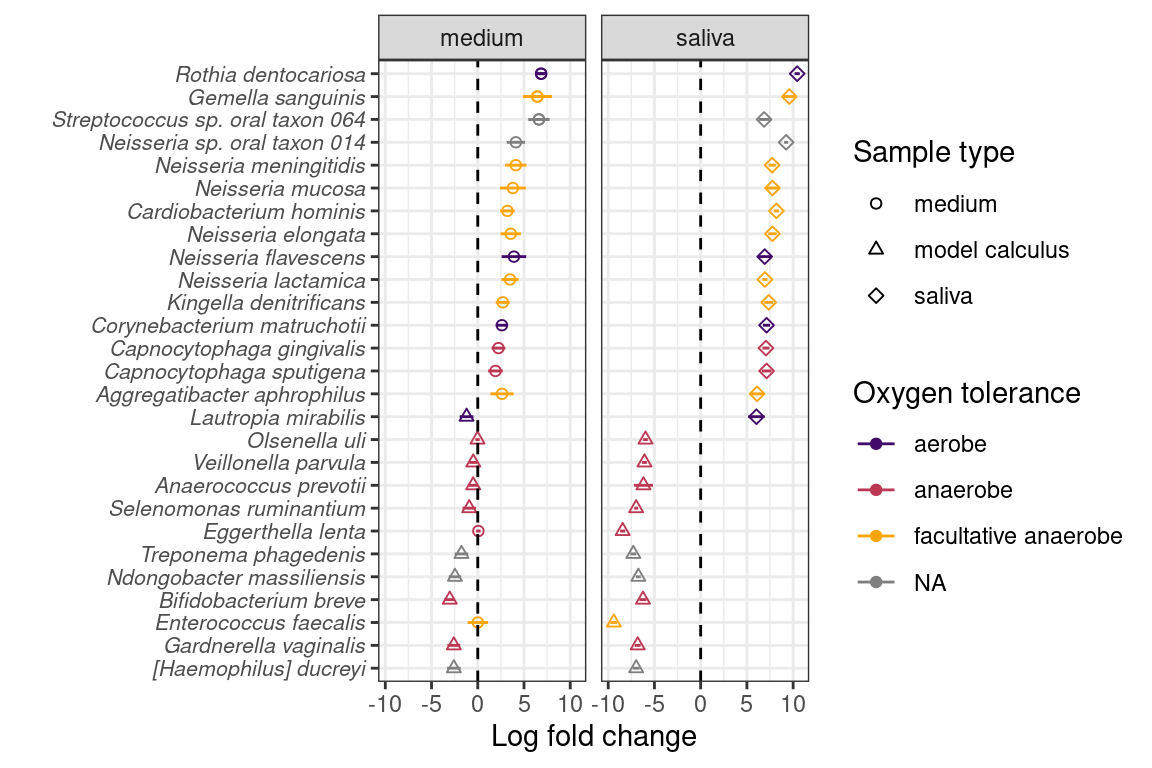 medium saliva
Rothia dentocariosa
Gemella sanguinis
Streptococcus sp. oral taxon 064
Neisseria sp. oral taxon 014
Neisseria meningitidis
Neisseria mucosa
Cardiobacterium hominis
Neisseria elongata
Neisseria flavescens
Neisseria lactamica
Kingella denitrificans
Corynebacterium matruchotii
Capnocytophaga gingivalis
Capnocytophaga sputigena
Aggregatibacter aphrophilus
Lautropia mirabilis
Olsenella uli
Veillonella parvula
Anaerococcus prevotii
Selenomonas ruminantium
Eggerthella lenta
Treponema phagedenis
Ndongobacter massiliensis
Bifidobacterium breve
Enterococcus faecalis
Gardnerella vaginalis
[Haemophilus] ducreyi
-10 -5 0 5 10 -10 -5 0 5 10
Log fold change
Sample type
medium
model calculus
saliva
Oxygen tolerance
aerobe
anaerobe
facultative anaerobe
NA